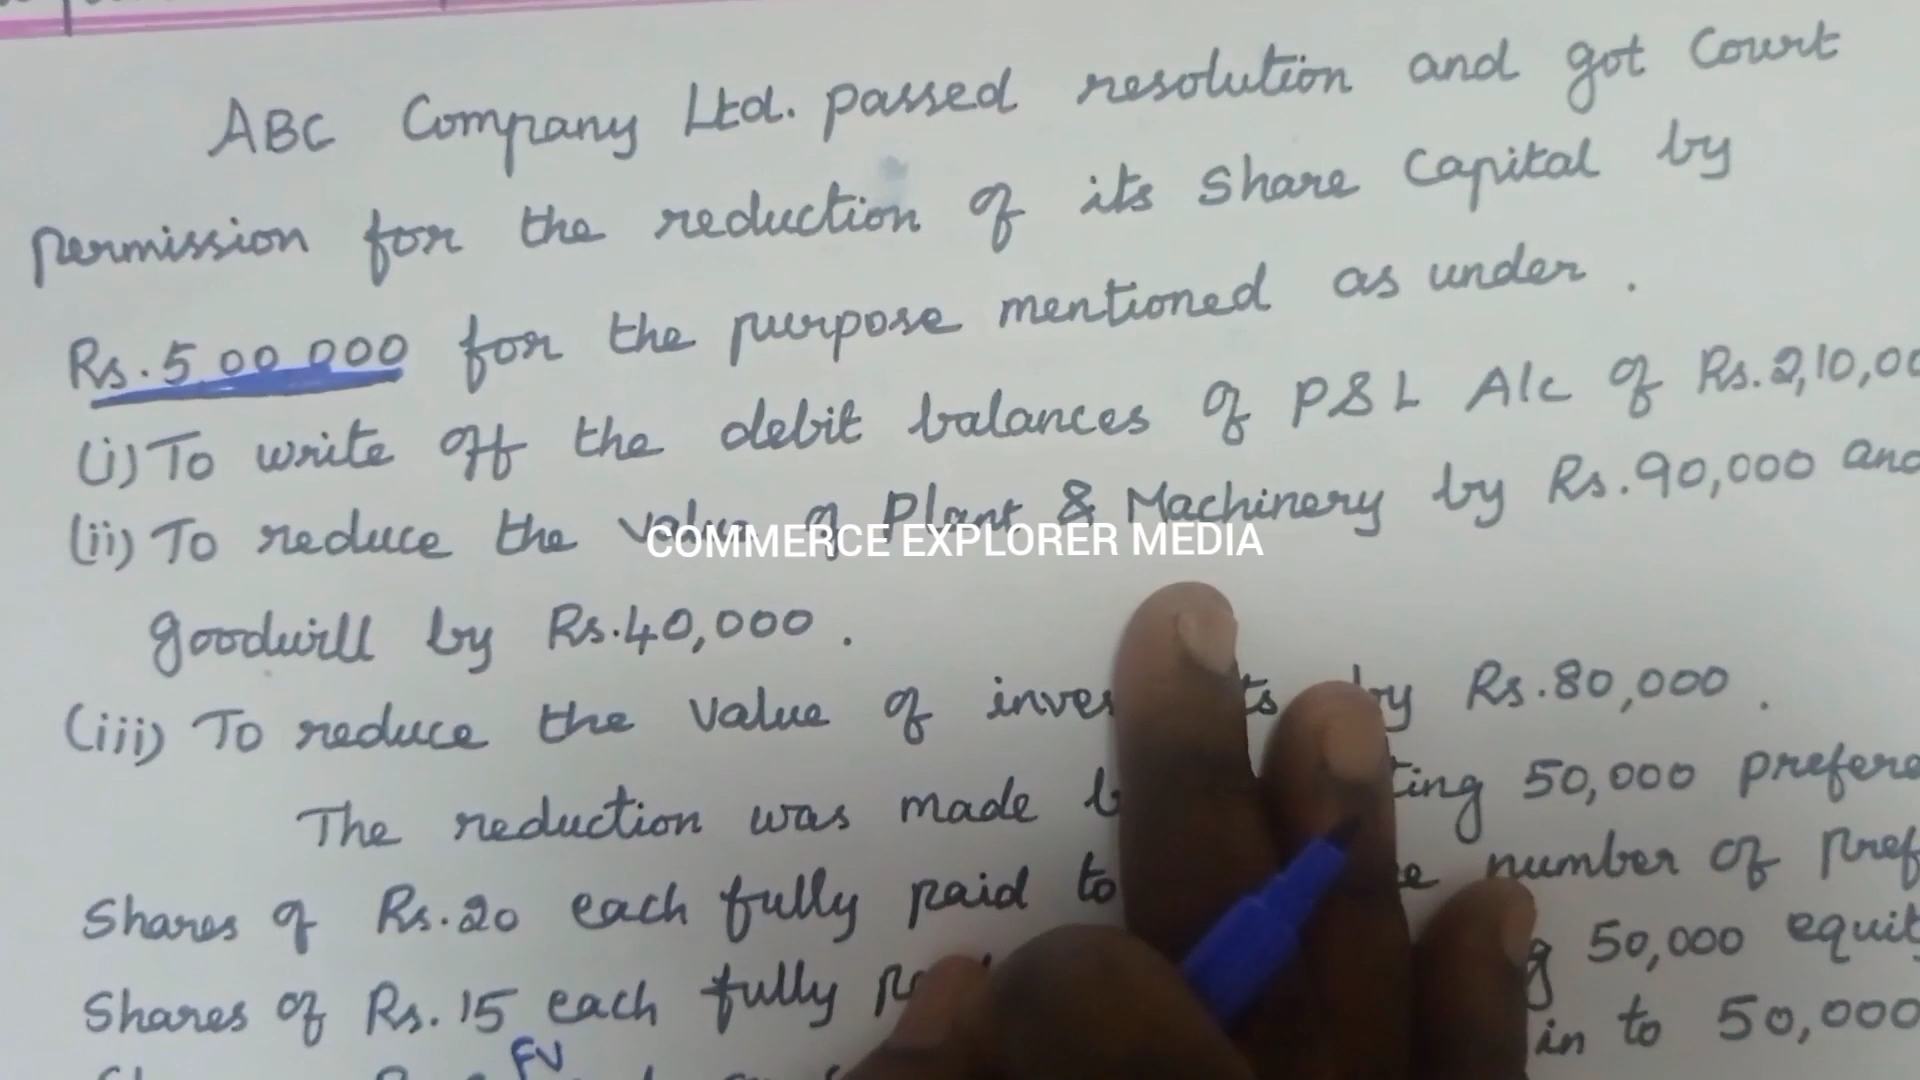 ABC Company Ltd. passed resolution and got Court
permission for the reduction of its Share Capital by
Rs.5 00 000 for the purpose mentioned as under.
(i) To write off the debit balances of P&L A/c of Rs.2,10,00
(ii) To reduce the value of Plant & Machinery by Rs.90,000 and
COMMERCE EXPLORER MEDIA
goodwill by Rs.40,000.
(iii) To reduce the value of by Rs.80,000.
The reduction was made 50,000
Shares of Rs.20 each fully paid to number of
Shares of Rs.15 each fully 50,000
FV in to 50,000